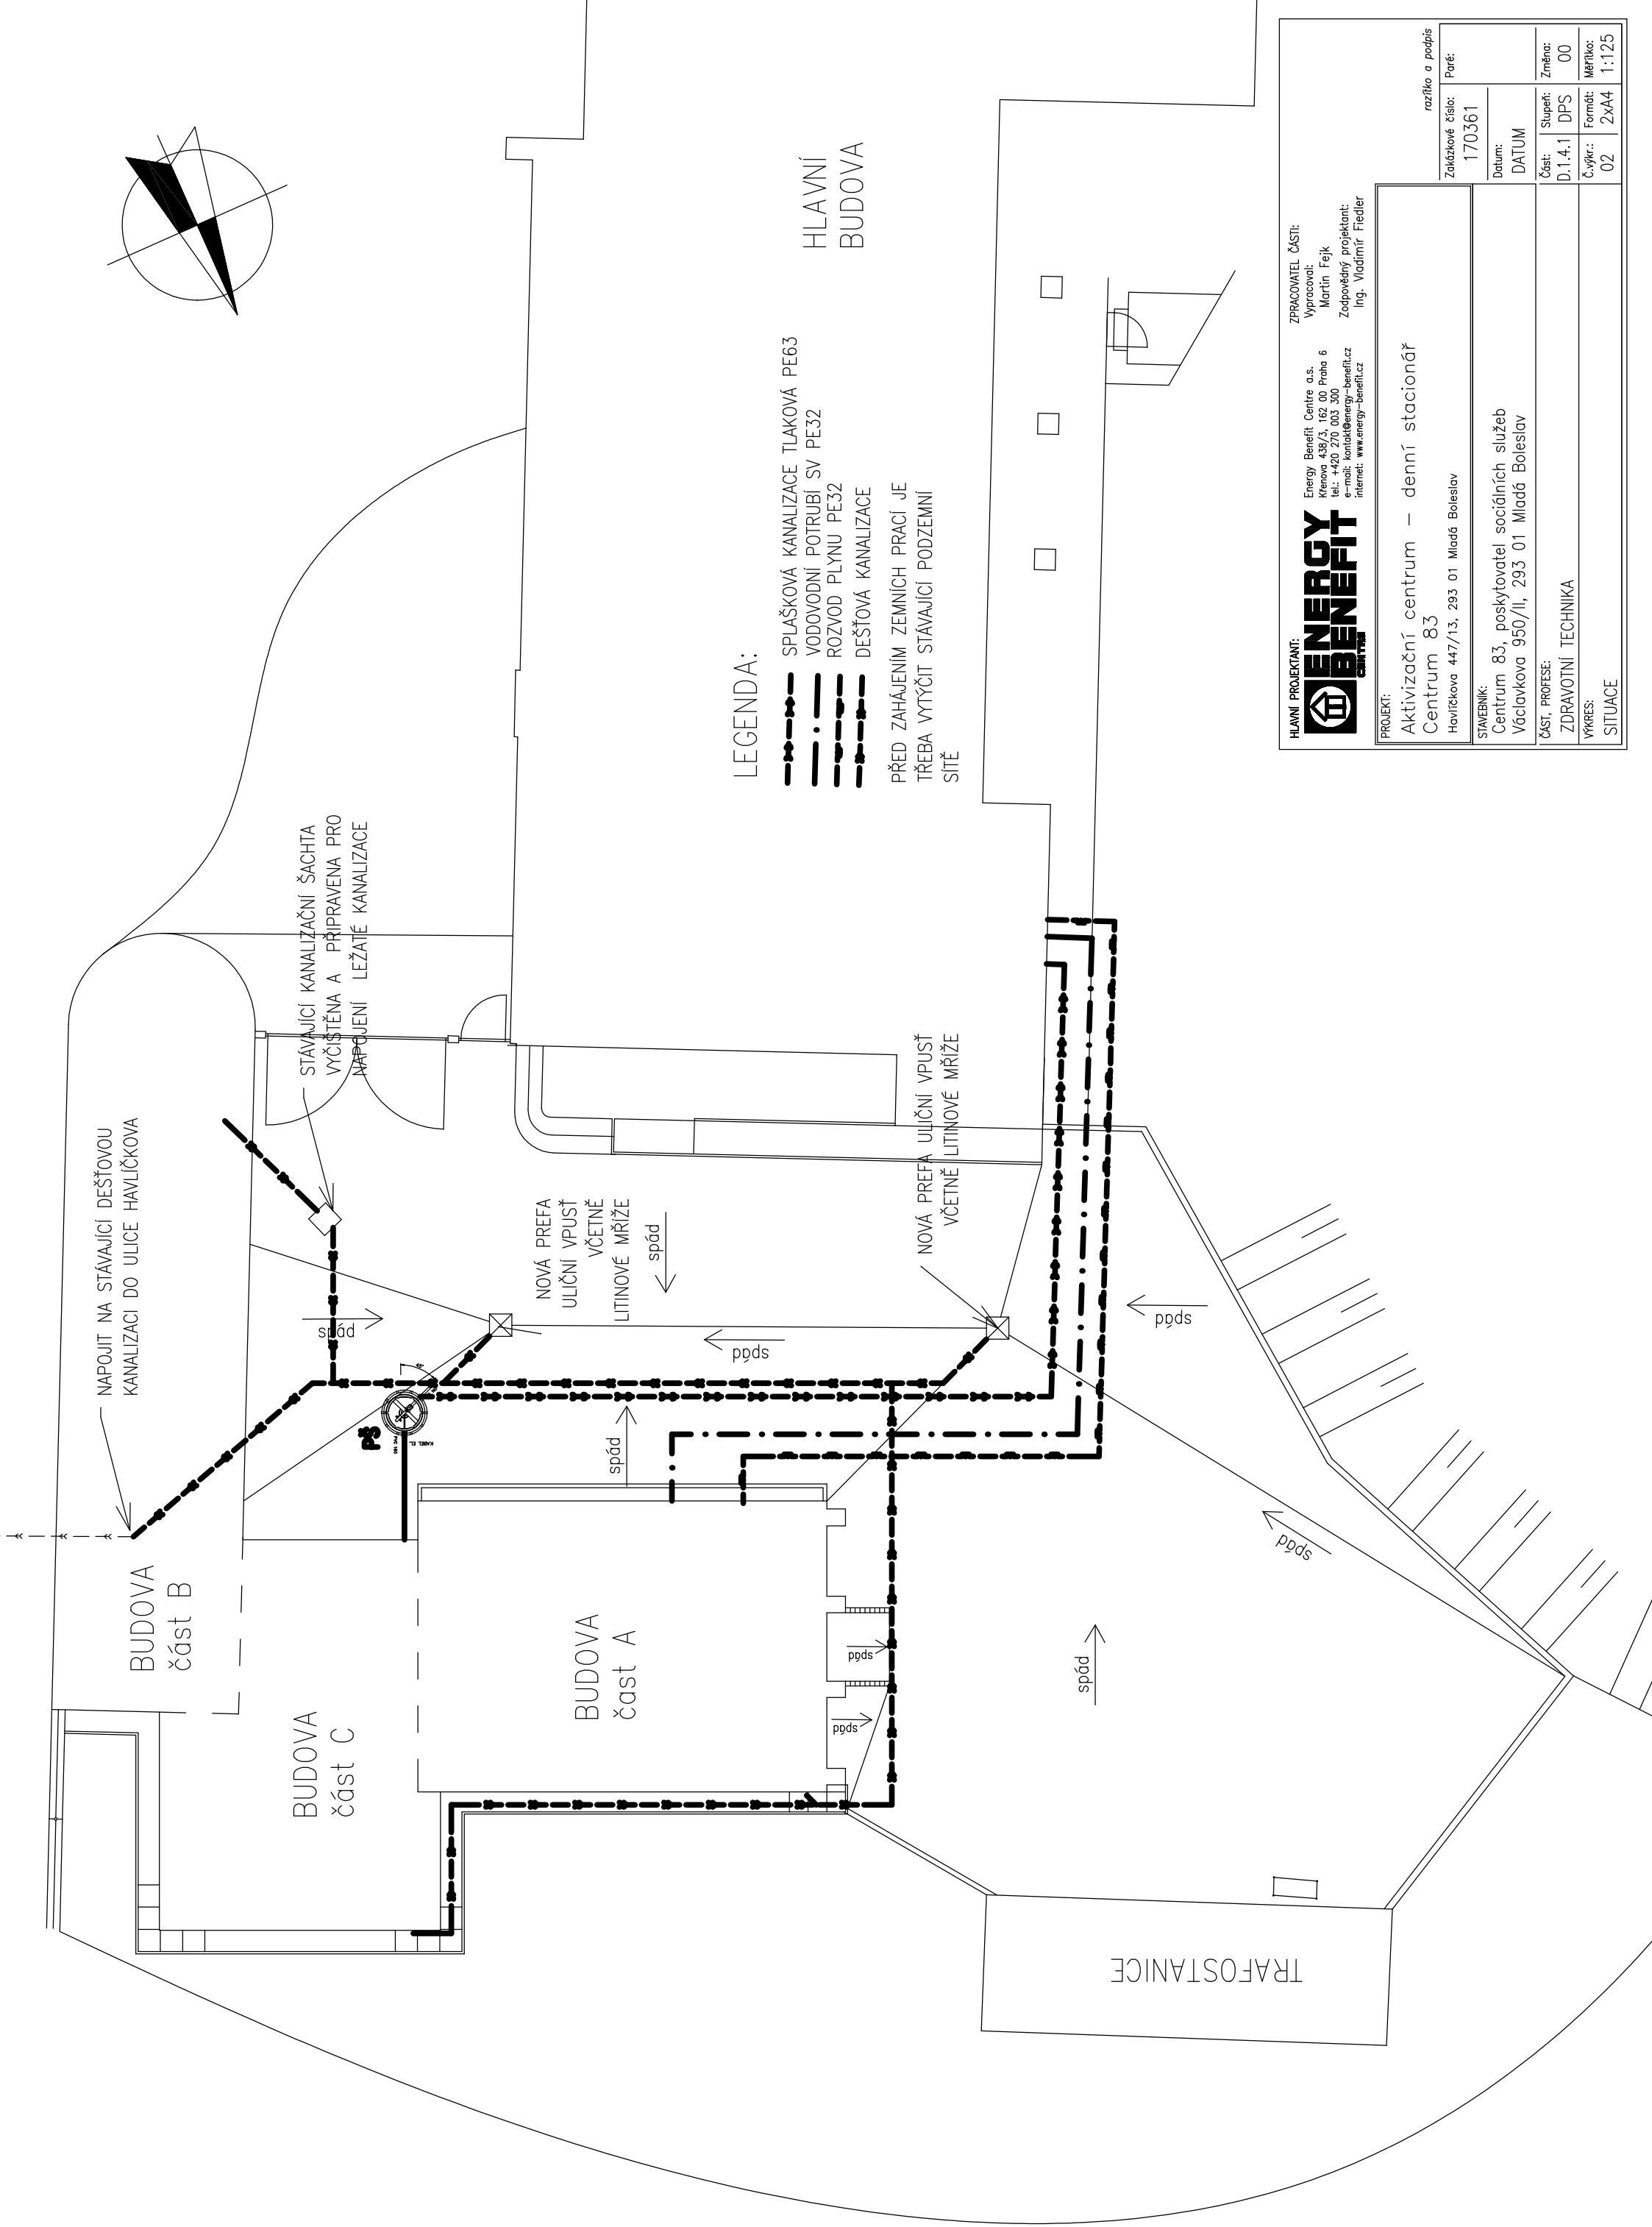 NAPOJIT NA STÁVAJÍCÍ DEŠŤOVOU
KANALIZACI DO ULICE HAVLÍČKOVA
STÁVAJÍCÍ KANALIZAČNÍ ŠACHTA
VYČIŠTĚNA A PŘIPRAVENA PRO
NAPOJENÍ LEŽATÉ KANALIZACE
NOVÁ PREFA
ULIČNÍ VPUSŤ
VČETNĚ
LITINOVÉ MŘÍŽE
NOVÁ PREFA ULIČNÍ VPUSŤ
VČETNĚ LITINOVÉ MŘÍŽE
spád
spád
spád
spád
spád
spád
spád
spád
spád
PŠ
KABEL EL.
PVC
BUDOVA
část B
BUDOVA
část C
BUDOVA
část A
HLAVNÍ
BUDOVA
TRAFOSTANICE
LEGENDA:
SPLAŠKOVÁ KANALIZACE TLAKOVÁ PE63
VODOVODNÍ POTRUBÍ SV PE32
ROZVOD PLYNU PE32
DEŠŤOVÁ KANALIZACE
PŘED ZAHÁJENÍM ZEMNÍCH PRACÍ JE
TŘEBA VYTÝČIT STÁVAJÍCÍ PODZEMNÍ
SÍTĚ
HLAVNÍ PROJEKTANT:
ENERGY
BENEFIT
CENTRE
Energy Benefit Centre a.s.
Křenova 438/3, 162 00 Praha 6
tel.: +420 270 003 300
e-mail: kontakt@energy-benefit.cz
internet: www.energy-benefit.cz
ZPRACOVATEL ČÁSTI:
Vypracoval:
Martin Fejk
Zodpovědný projektant:
Ing. Vladimír Fiedler
razítko a podpis
PROJEKT:
Aktivizační centrum – denní stacionář
Centrum 83
Havlíčkova 447/13, 293 01 Mladá Boleslav
Zakázkové číslo:
170361
Paré:
STAVEBNÍK:
Centrum 83, poskytovatel sociálních služeb
Václavkova 950/II, 293 01 Mladá Boleslav
Datum:
DATUM
ČÁST, PROFESE:
ZDRAVOTNÍ TECHNIKA
Část:
D.1.4.1
Stupeň:
DPS
Změna:
00
VÝKRES:
SITUACE
Č.výkr.:
02
Formát:
2xA4
Měřítko:
1:125